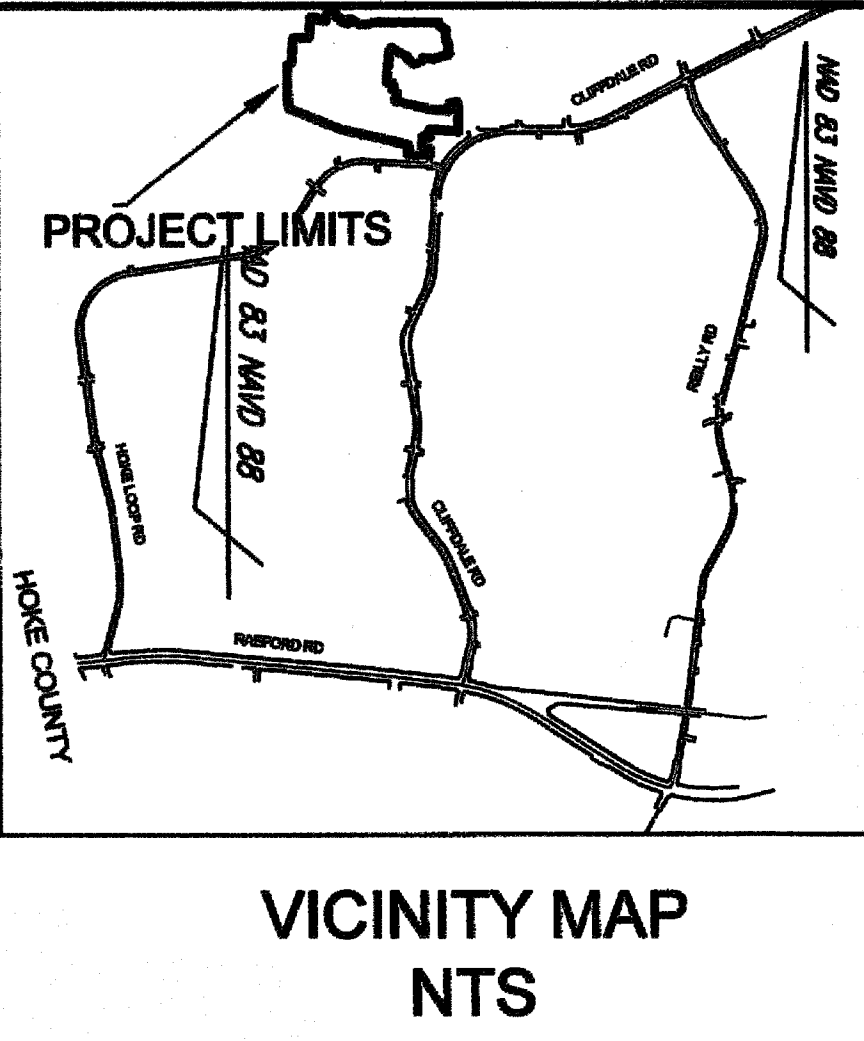 CLIFFDALE RD
NAD 83 NAVD 88
PROJECT LIMITS
NAD 83 NAVD 88
REILLY RD
HOKE LOOP RD
CLIFFDALE RD
HOKE COUNTY
RAEFORD RD
VICINITY MAP
NTS